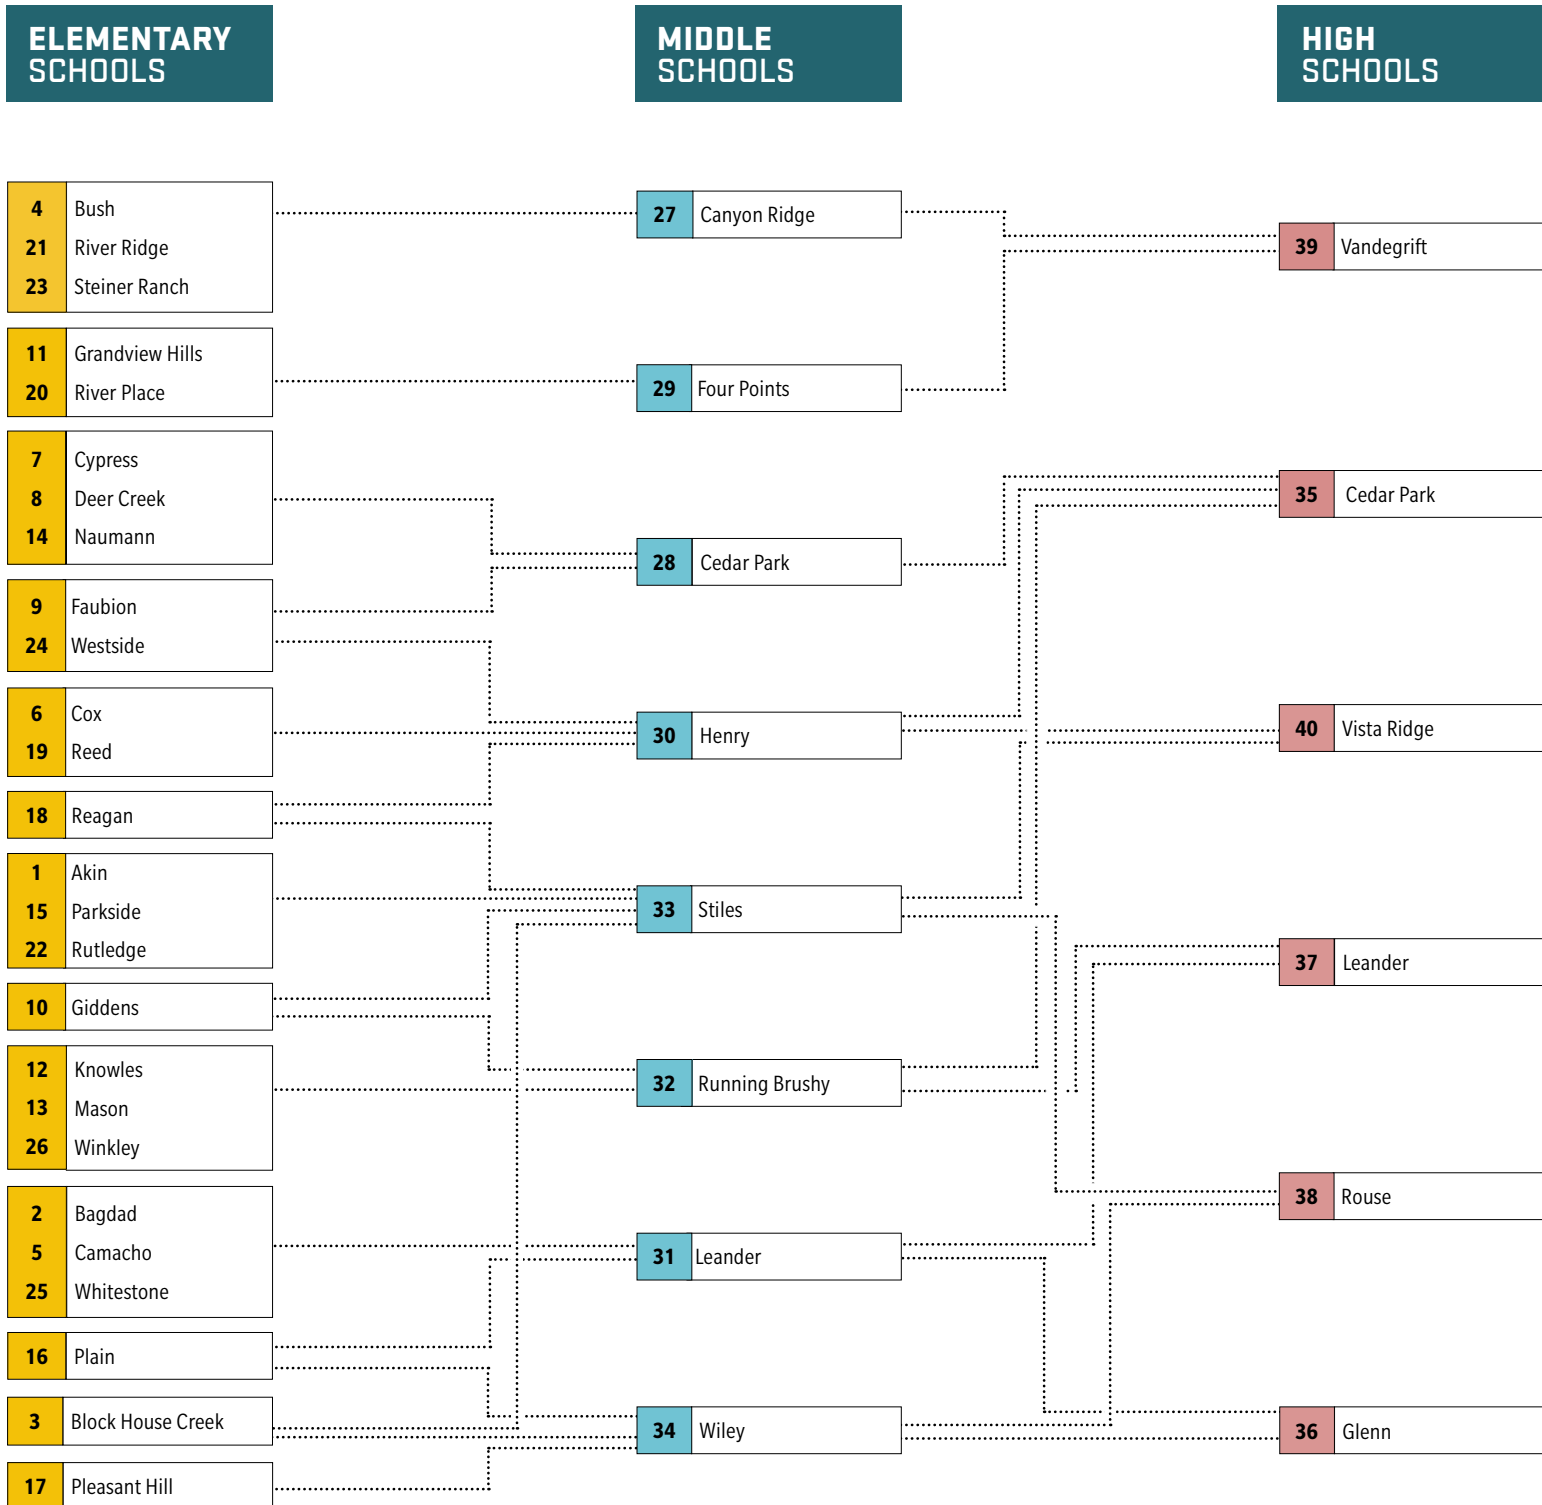 ELEMENTARY
SCHOOLS
MIDDLE
SCHOOLS
HIGH
SCHOOLS
4 Bush
21 River Ridge
23 Steiner Ranch
11 Grandview Hills
20 River Place
7 Cypress
8 Deer Creek
14 Naumann
9 Faubion
24 Westside
6 Cox
19 Reed
18 Reagan
1 Akin
15 Parkside
22 Rutledge
10 Giddens
12 Knowles
13 Mason
26 Winkley
2 Bagdad
5 Camacho
25 Whitestone
16 Plain
3 Block House Creek
17 Pleasant Hill
27 Canyon Ridge
29 Four Points
28 Cedar Park
30 Henry
33 Stiles
32 Running Brushy
31 Leander
34 Wiley
39 Vandegrift
35 Cedar Park
40 Vista Ridge
37 Leander
38 Rouse
36 Glenn